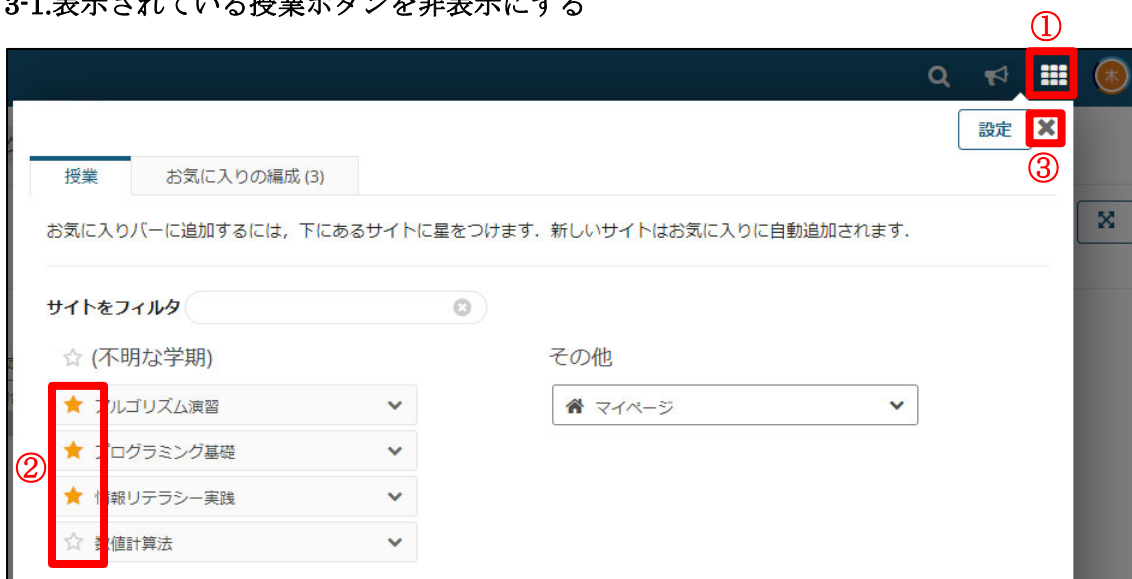 3-1.表示されている授業ボタンを非表示にする
①
木
設定
③
授業
お気に入りの編成 (3)
お気に入りバーに追加するには，下にあるサイトに星をつけます．新しいサイトはお気に入りに自動追加されます．
サイトをフィルタ
(不明な学期)
その他
アルゴリズム演習
マイページ
プログラミング基礎
②
情報リテラシー実践
数値計算法